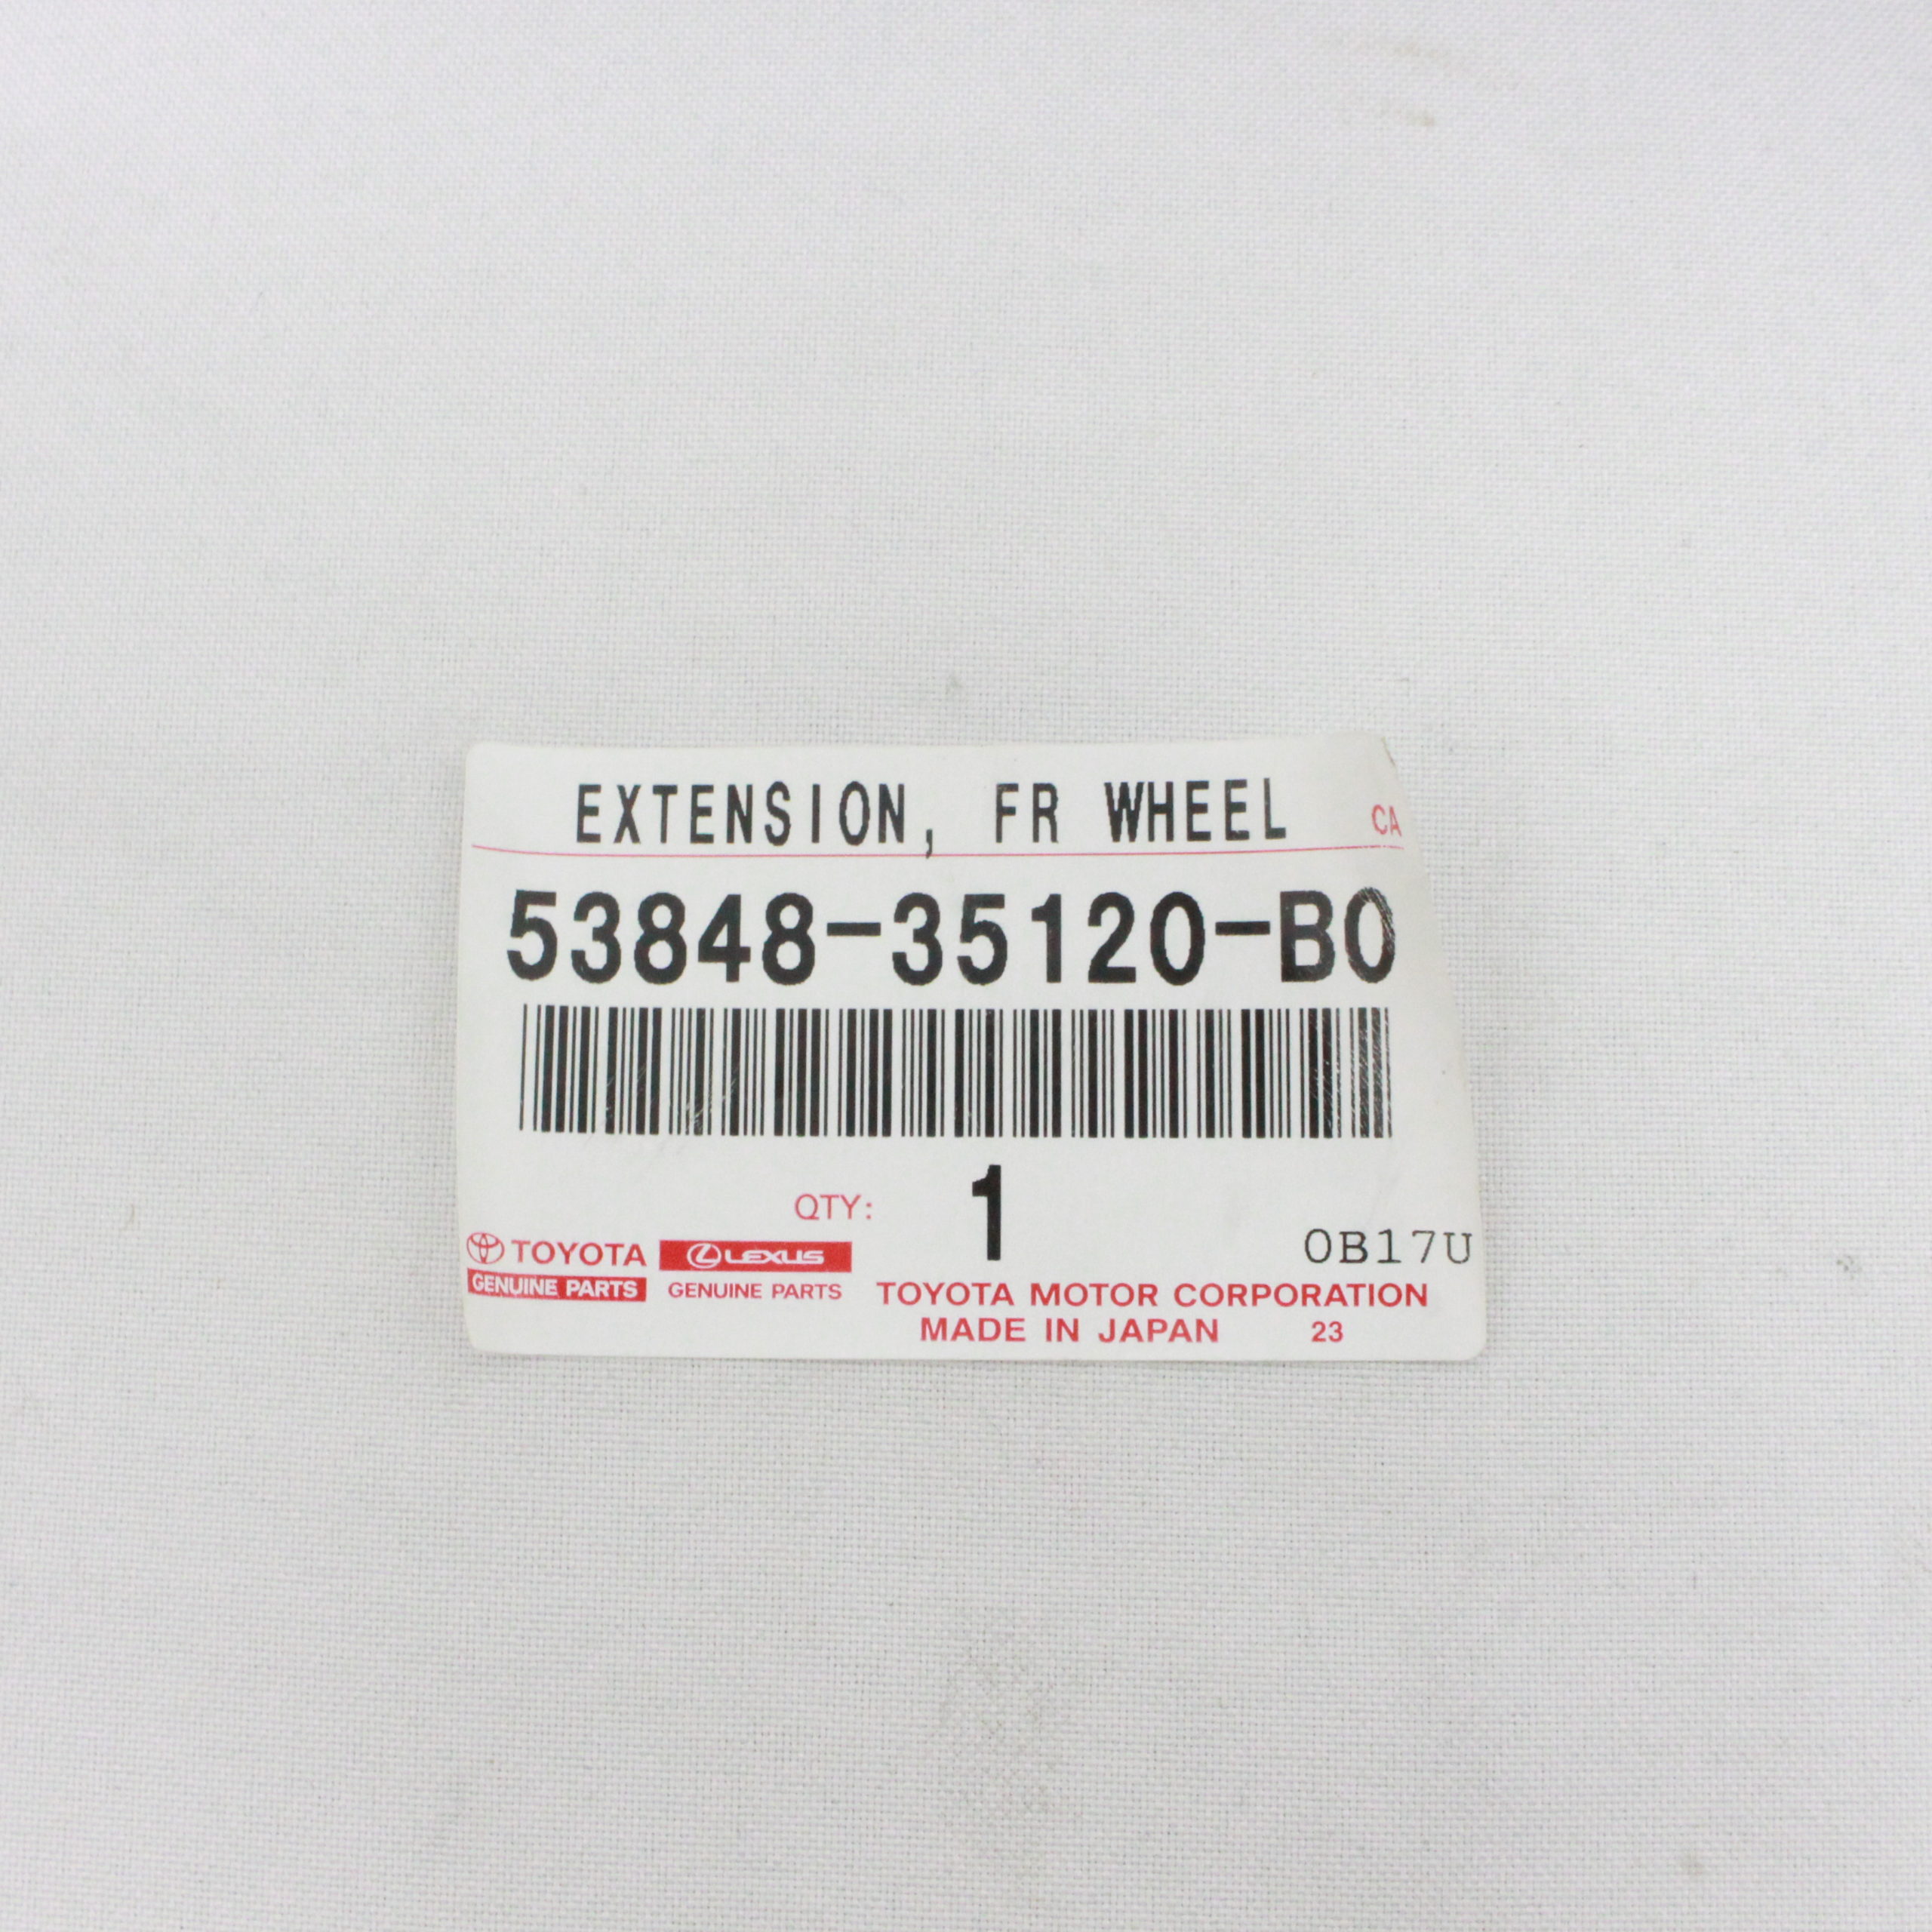 EXTENSION, FR WHEEL CA
53848-35120-B0
QTY: 1
0B17U
TOYOTA LEXUS
GENUINE PARTS GENUINE PARTS TOYOTA MOTOR CORPORATION
MADE IN JAPAN 23